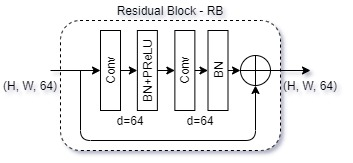 Residual Block - RB
Conv
BN+PReLU
Conv
BN
(H, W, 64)
(H, W, 64)
d=64
d=64